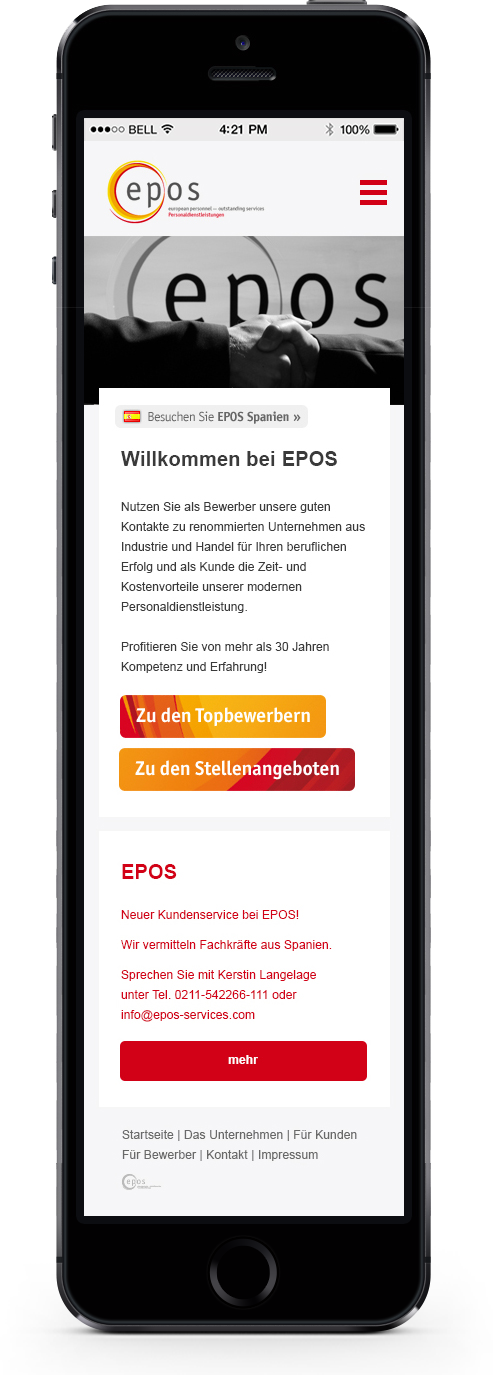 BELL 4:21 PM 100%
epos
european personnel — outstanding services
Personaldienstleistungen
epos
Besuchen Sie EPOS Spanien »
Willkommen bei EPOS
Nutzen Sie als Bewerber unsere guten
Kontakte zu renommierten Unternehmen aus
Industrie und Handel für Ihren beruflichen
Erfolg und als Kunde die Zeit- und
Kostenvorteile unserer modernen
Personaldienstleistung.
Profitieren Sie von mehr als 30 Jahren
Kompetenz und Erfahrung!
Zu den Topbewerbern
Zu den Stellenangeboten
EPOS
Neuer Kundenservice bei EPOS!
Wir vermitteln Fachkräfte aus Spanien.
Sprechen Sie mit Kerstin Langelage
unter Tel. 0211-542266-111 oder
info@epos-services.com
mehr
Startseite | Das Unternehmen | Für Kunden
Für Bewerber | Kontakt | Impressum
epos